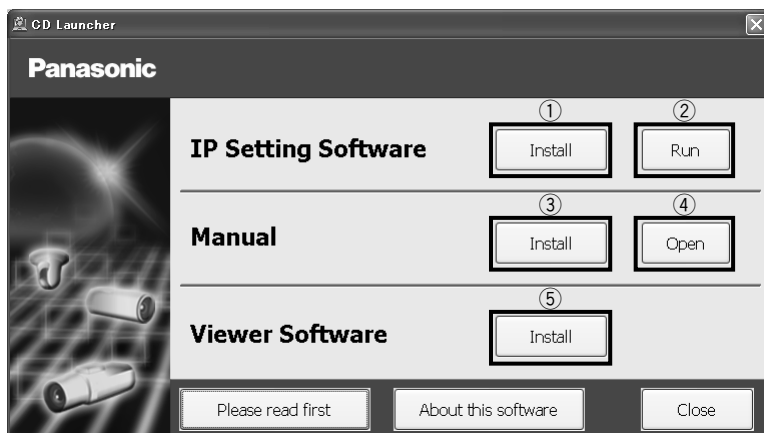 CD Launcher
Panasonic
① ②
IP Setting Software Install Run
③ ④
Manual Install Open
⑤
Viewer Software Install
Please read first About this software Close